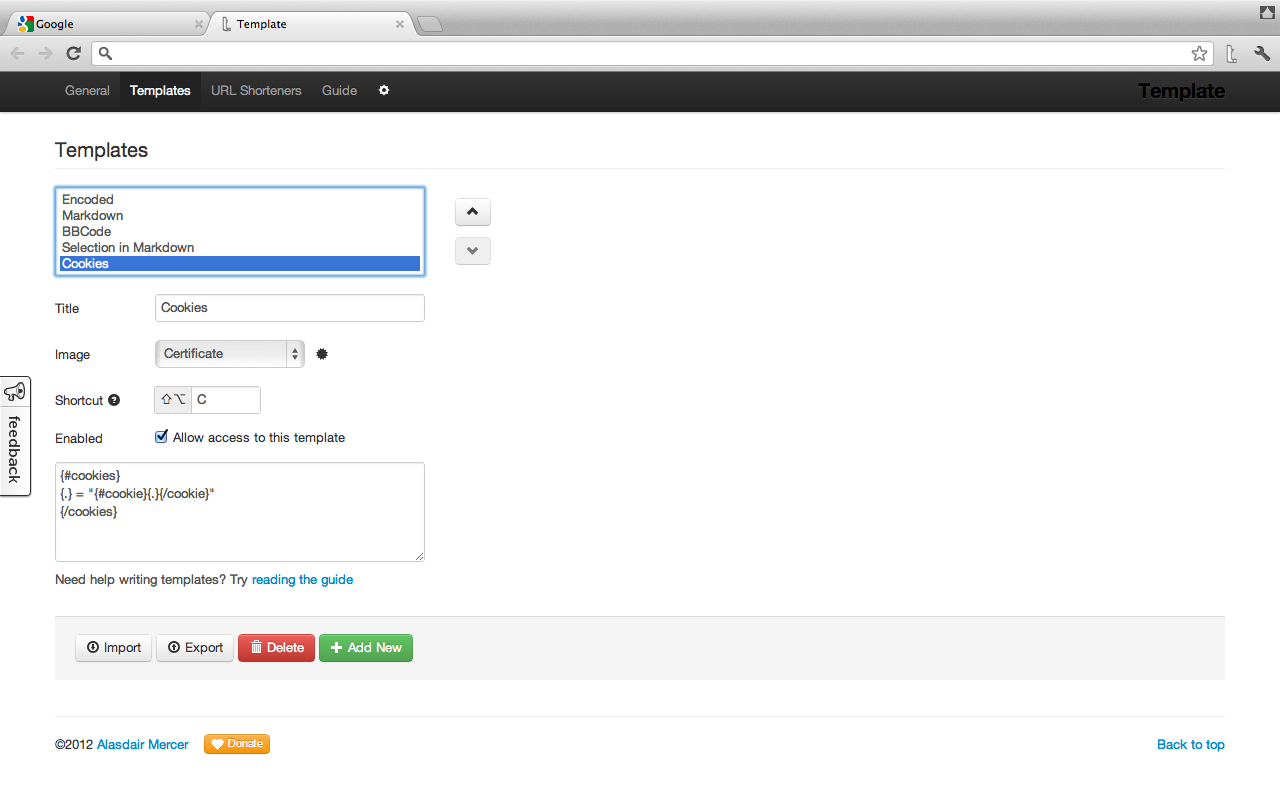 Google
Template
General Templates URL Shorteners Guide Template
Templates
Encoded
Markdown
BBCode
Selection in Markdown
Cookies
Title Cookies
Image Certificate
Shortcut ⇧⌥ C
Enabled Allow access to this template
{#cookies}
{.} = "{#cookie}{.}{/cookie}"
{/cookies}
feedback
Need help writing templates? Try reading the guide
Import Export Delete Add New
©2012 Alasdair Mercer Donate Back to top